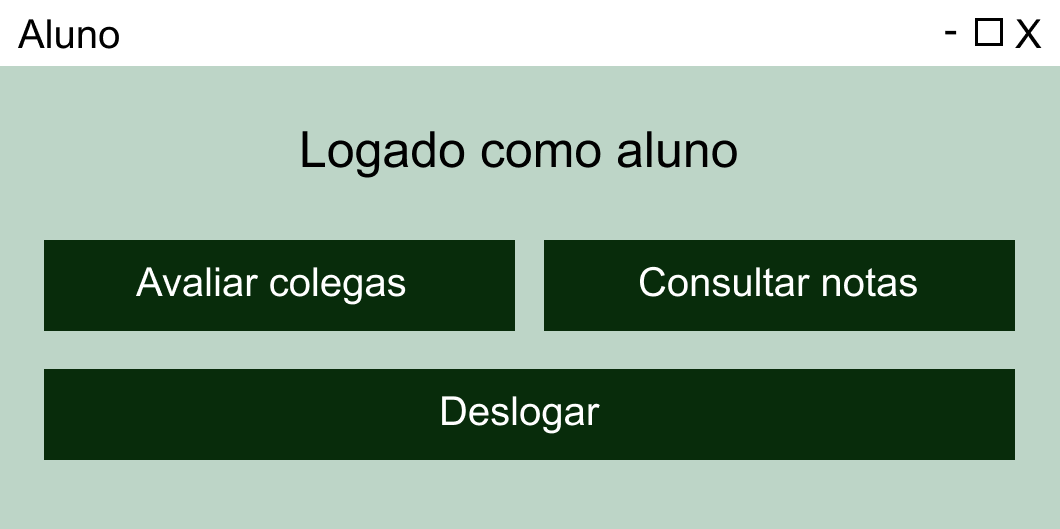 Aluno - X
Logado como aluno
Avaliar colegas
Consultar notas
Deslogar